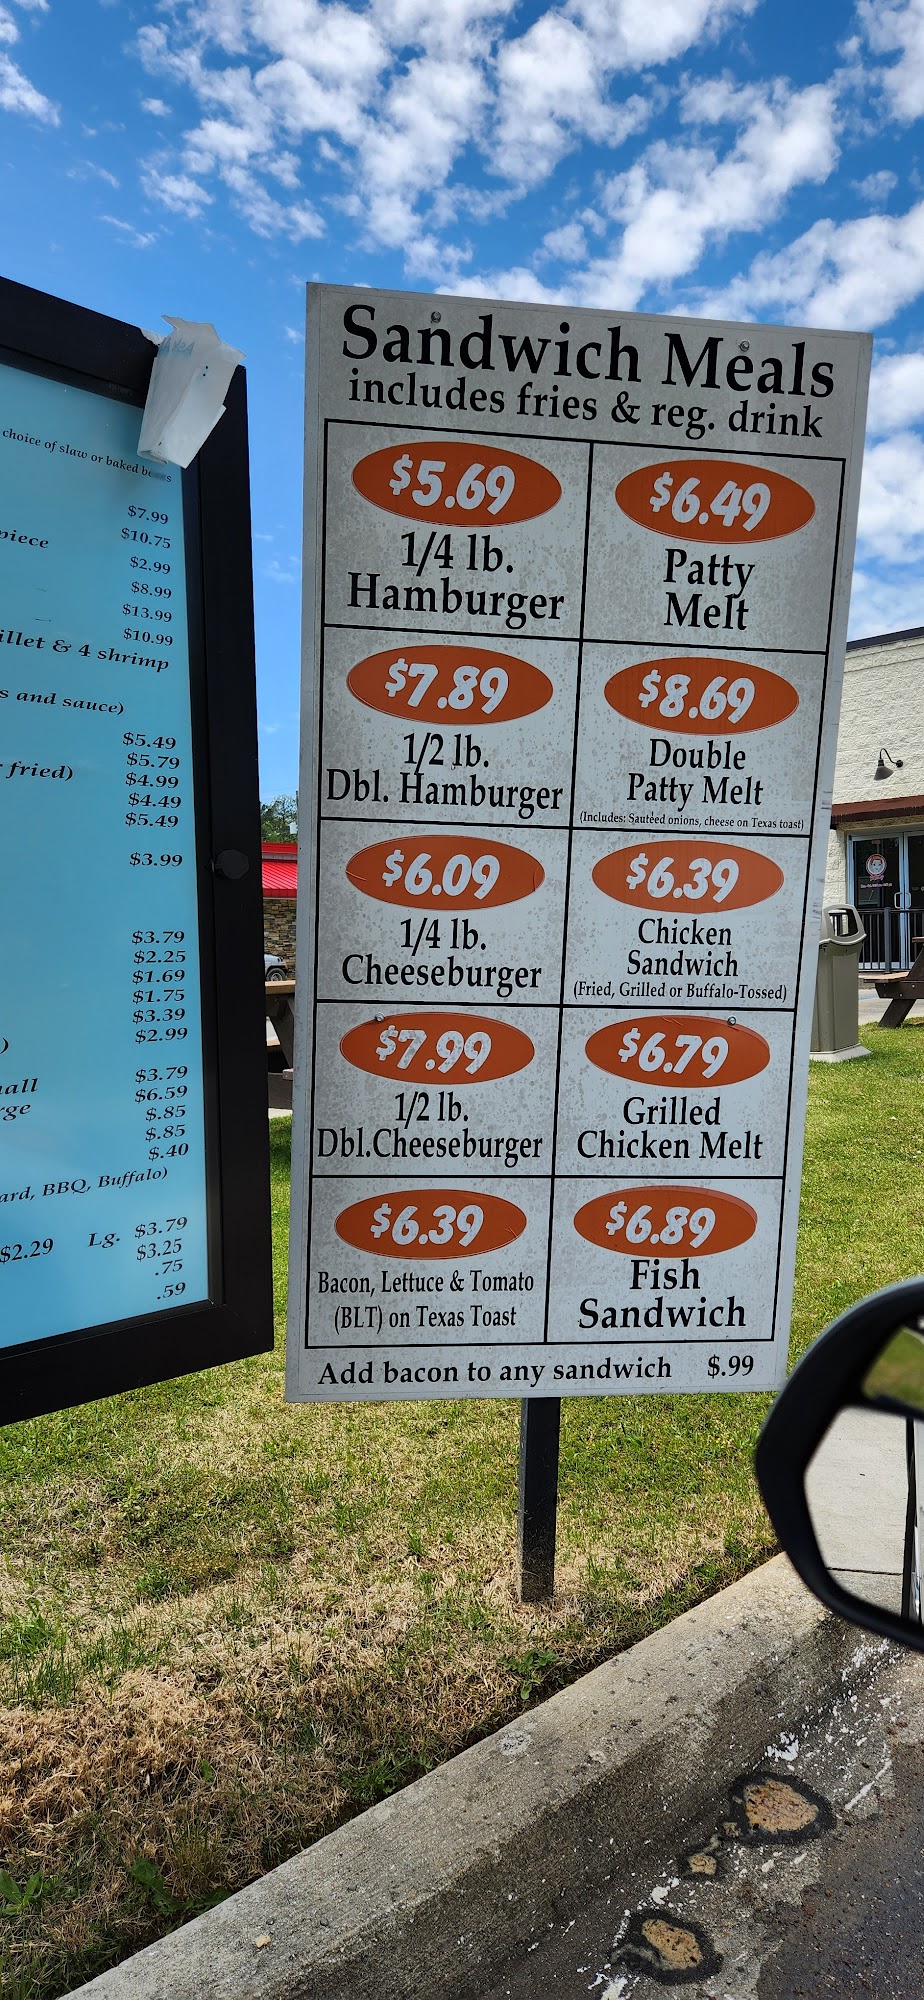 choice of slaw or baked
$7.99
piece $10.75
$2.99
$8.99
$13.99
$10.99
illet & 4 shrimp
s and sauce)
$5.49
$5.79
fried) $4.99
$4.49
$5.49
$3.99
$3.79
$2.25
$1.69
$1.75
$3.39
) $2.99
$3.79
all $6.59
rge $.85
$.85
$.40
ard, BBQ, Buffalo)
$2.29 Lg. $3.79
$3.25
.75
.59
Sandwich Meals
includes fries & reg. drink
$5.69
1/4 lb.
Hamburger
$6.49
Patty
Melt
$7.89
1/2 lb.
Dbl. Hamburger
$8.69
Double
Patty Melt
(Includes: Sautéed onions, cheese on Texas toast)
$6.09
1/4 lb.
Cheeseburger
$6.39
Chicken
Sandwich
(Fried, Grilled or Buffalo-Tossed)
$7.99
1/2 lb.
Dbl.Cheeseburger
$6.79
Grilled
Chicken Melt
$6.39
Bacon, Lettuce & Tomato
(BLT) on Texas Toast
$6.89
Fish
Sandwich
Add bacon to any sandwich $.99